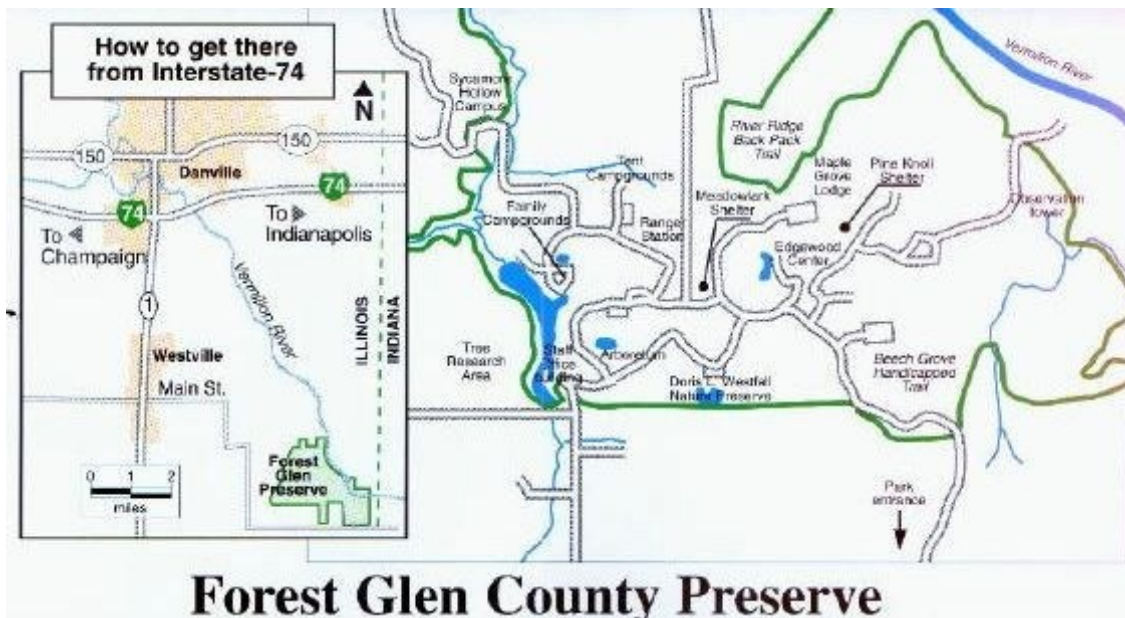 How to get there
from Interstate-74
N
150
150
Danville
74
74
To
Indianapolis
To
Champaign
Vermilion River
1
ILLINOIS
INDIANA
Westville
Main St.
0 1 2
miles
Forest
Glen
Preserve
Sycamore
Hollow
Campus
Vermilion River
River Ridge
Back Pack
Trail
Maple
Grove
Lodge
Pine Knoll
Shelter
Tent
Campgrounds
Meadowlark
Shelter
Family
Campgrounds
Range
Station
Observation
tower
Edgewood
Center
Tree
Research
Area
Staff
Office
Building
Arboretum
Doris L. Westfall
Nature Preserve
Beech Grove
Handicapped
Trail
Park
entrance
Forest Glen County Preserve